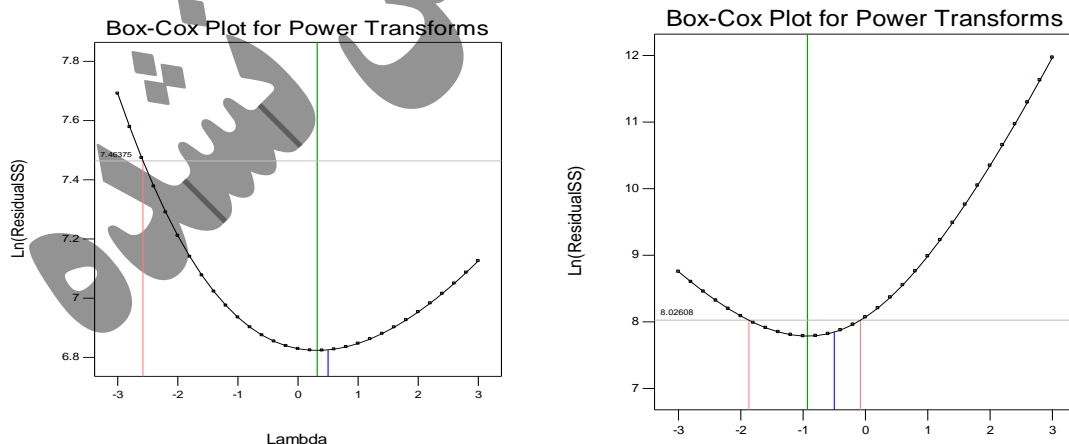 Box-Cox Plot for Power Transforms
7.8
7.6
7.46375
7.4
7.2
7
6.8
Ln(ResidualSS)
-3 -2 -1 0 1 2 3
Lambda
Box-Cox Plot for Power Transforms
12
11
10
9
8.02608
8
7
Ln(ResidualSS)
-3 -2 -1 0 1 2 3